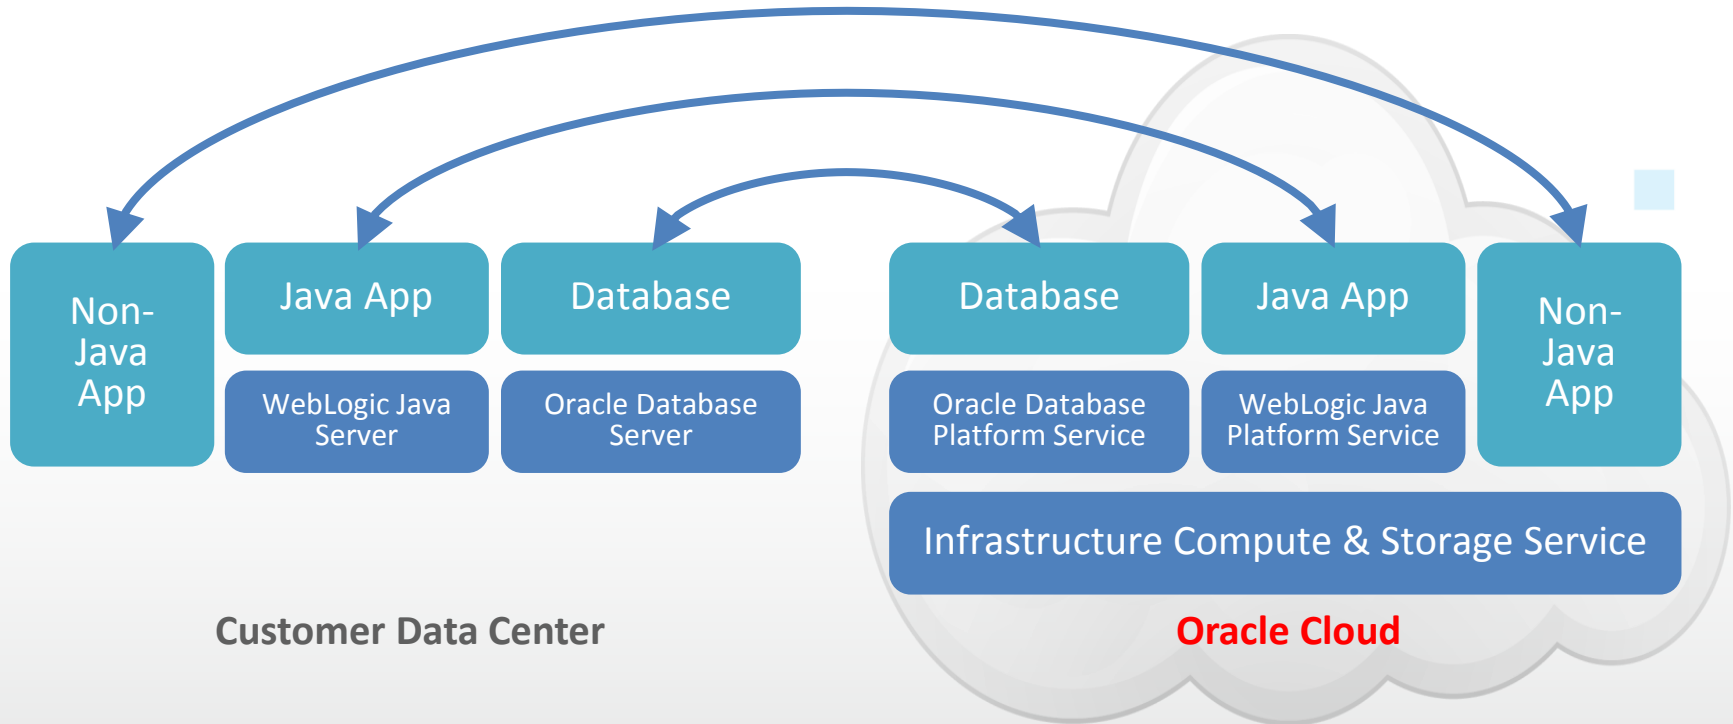 Non-
Java
App
Java App
WebLogic Java
Server
Database
Oracle Database
Server
Database
Oracle Database
Platform Service
Java App
WebLogic Java
Platform Service
Non-
Java
App
Infrastructure Compute & Storage Service
Customer Data Center
Oracle Cloud